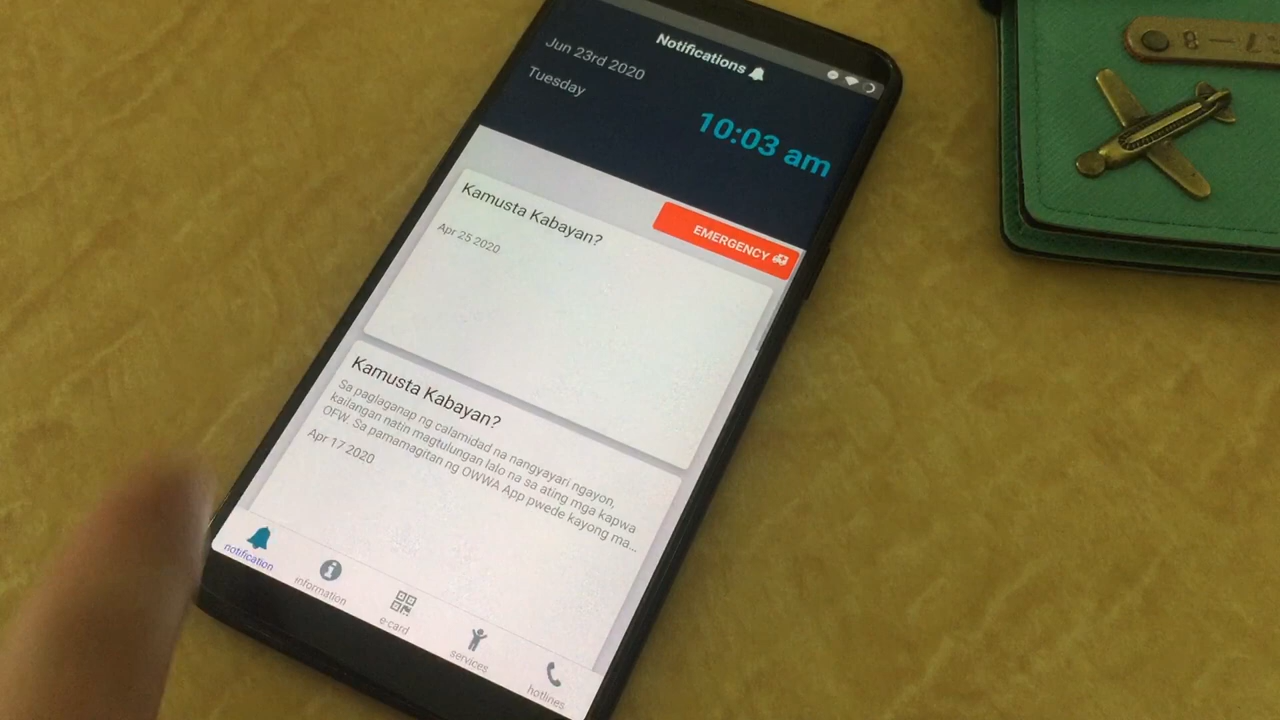 Notifications
Jun 23rd 2020
Tuesday
10:03 am
EMERGENCY
Kamusta Kabayan?
Apr 25 2020
Kamusta Kabayan?
Sa paglaganap ng calamidad na nangyayari ngayon,
kailangan natin magtulungan lalo na sa ating mga kapwa
OFW. Sa pamamagitan ng OWWA App pwede kayong ma...
Apr 17 2020
notification
information
e-card
services
hotlines